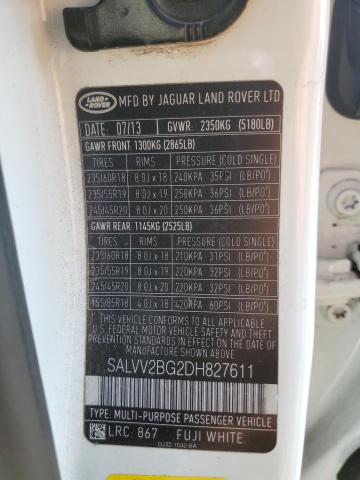 LAND ROVER
MFD BY JAGUAR LAND ROVER LTD
DATE: 07/13 GVWR: 2350KG (5180LB)
GAWR FRONT: 1300KG (2865LB)
TIRES RIMS PRESSURE (COLD SINGLE)
235/60R18 8.0J x 18 240KPA 35PSI (LB/PO²)
235/55R19 8.0J x 19 250KPA 36PSI (LB/PO²)
245/45R20 8.0J x 20 250KPA 36PSI (LB/PO²)
GAWR REAR: 1145KG (2525LB)
TIRES RIMS PRESSURE (COLD SINGLE)
235/60R18 8.0J x 18 210KPA 31PSI (LB/PO²)
235/55R19 8.0J x 19 220KPA 32PSI (LB/PO²)
245/45R20 8.0J x 20 220KPA 32PSI (LB/PO²)
155/85R18 4.0J x 18 420KPA 60PSI (LB/PO²)
THIS VEHICLE CONFORMS TO ALL APPLICABLE
FEDERAL MOTOR VEHICLE SAFETY, BUMPER,
AND THEFT PREVENTION STANDARDS IN EFFECT
ON THE DATE OF MANUFACTURE SHOWN ABOVE.
SALVV2BG2DH827611
TYPE: MULTI-PURPOSE PASSENGER VEHICLE
LRC: 867 FUJI WHITE
DJ32-1532-BA